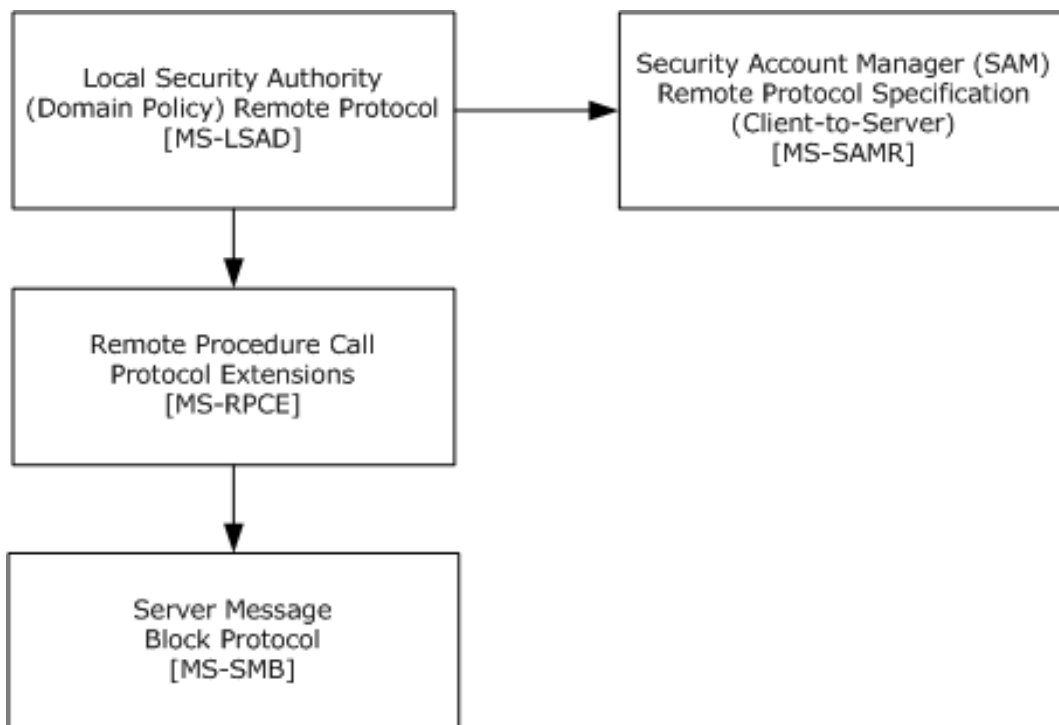 Local Security Authority
(Domain Policy) Remote Protocol
[MS-LSAD]
Security Account Manager (SAM)
Remote Protocol Specification
(Client-to-Server)
[MS-SAMR]
Remote Procedure Call
Protocol Extensions
[MS-RPCE]
Server Message
Block Protocol
[MS-SMB]